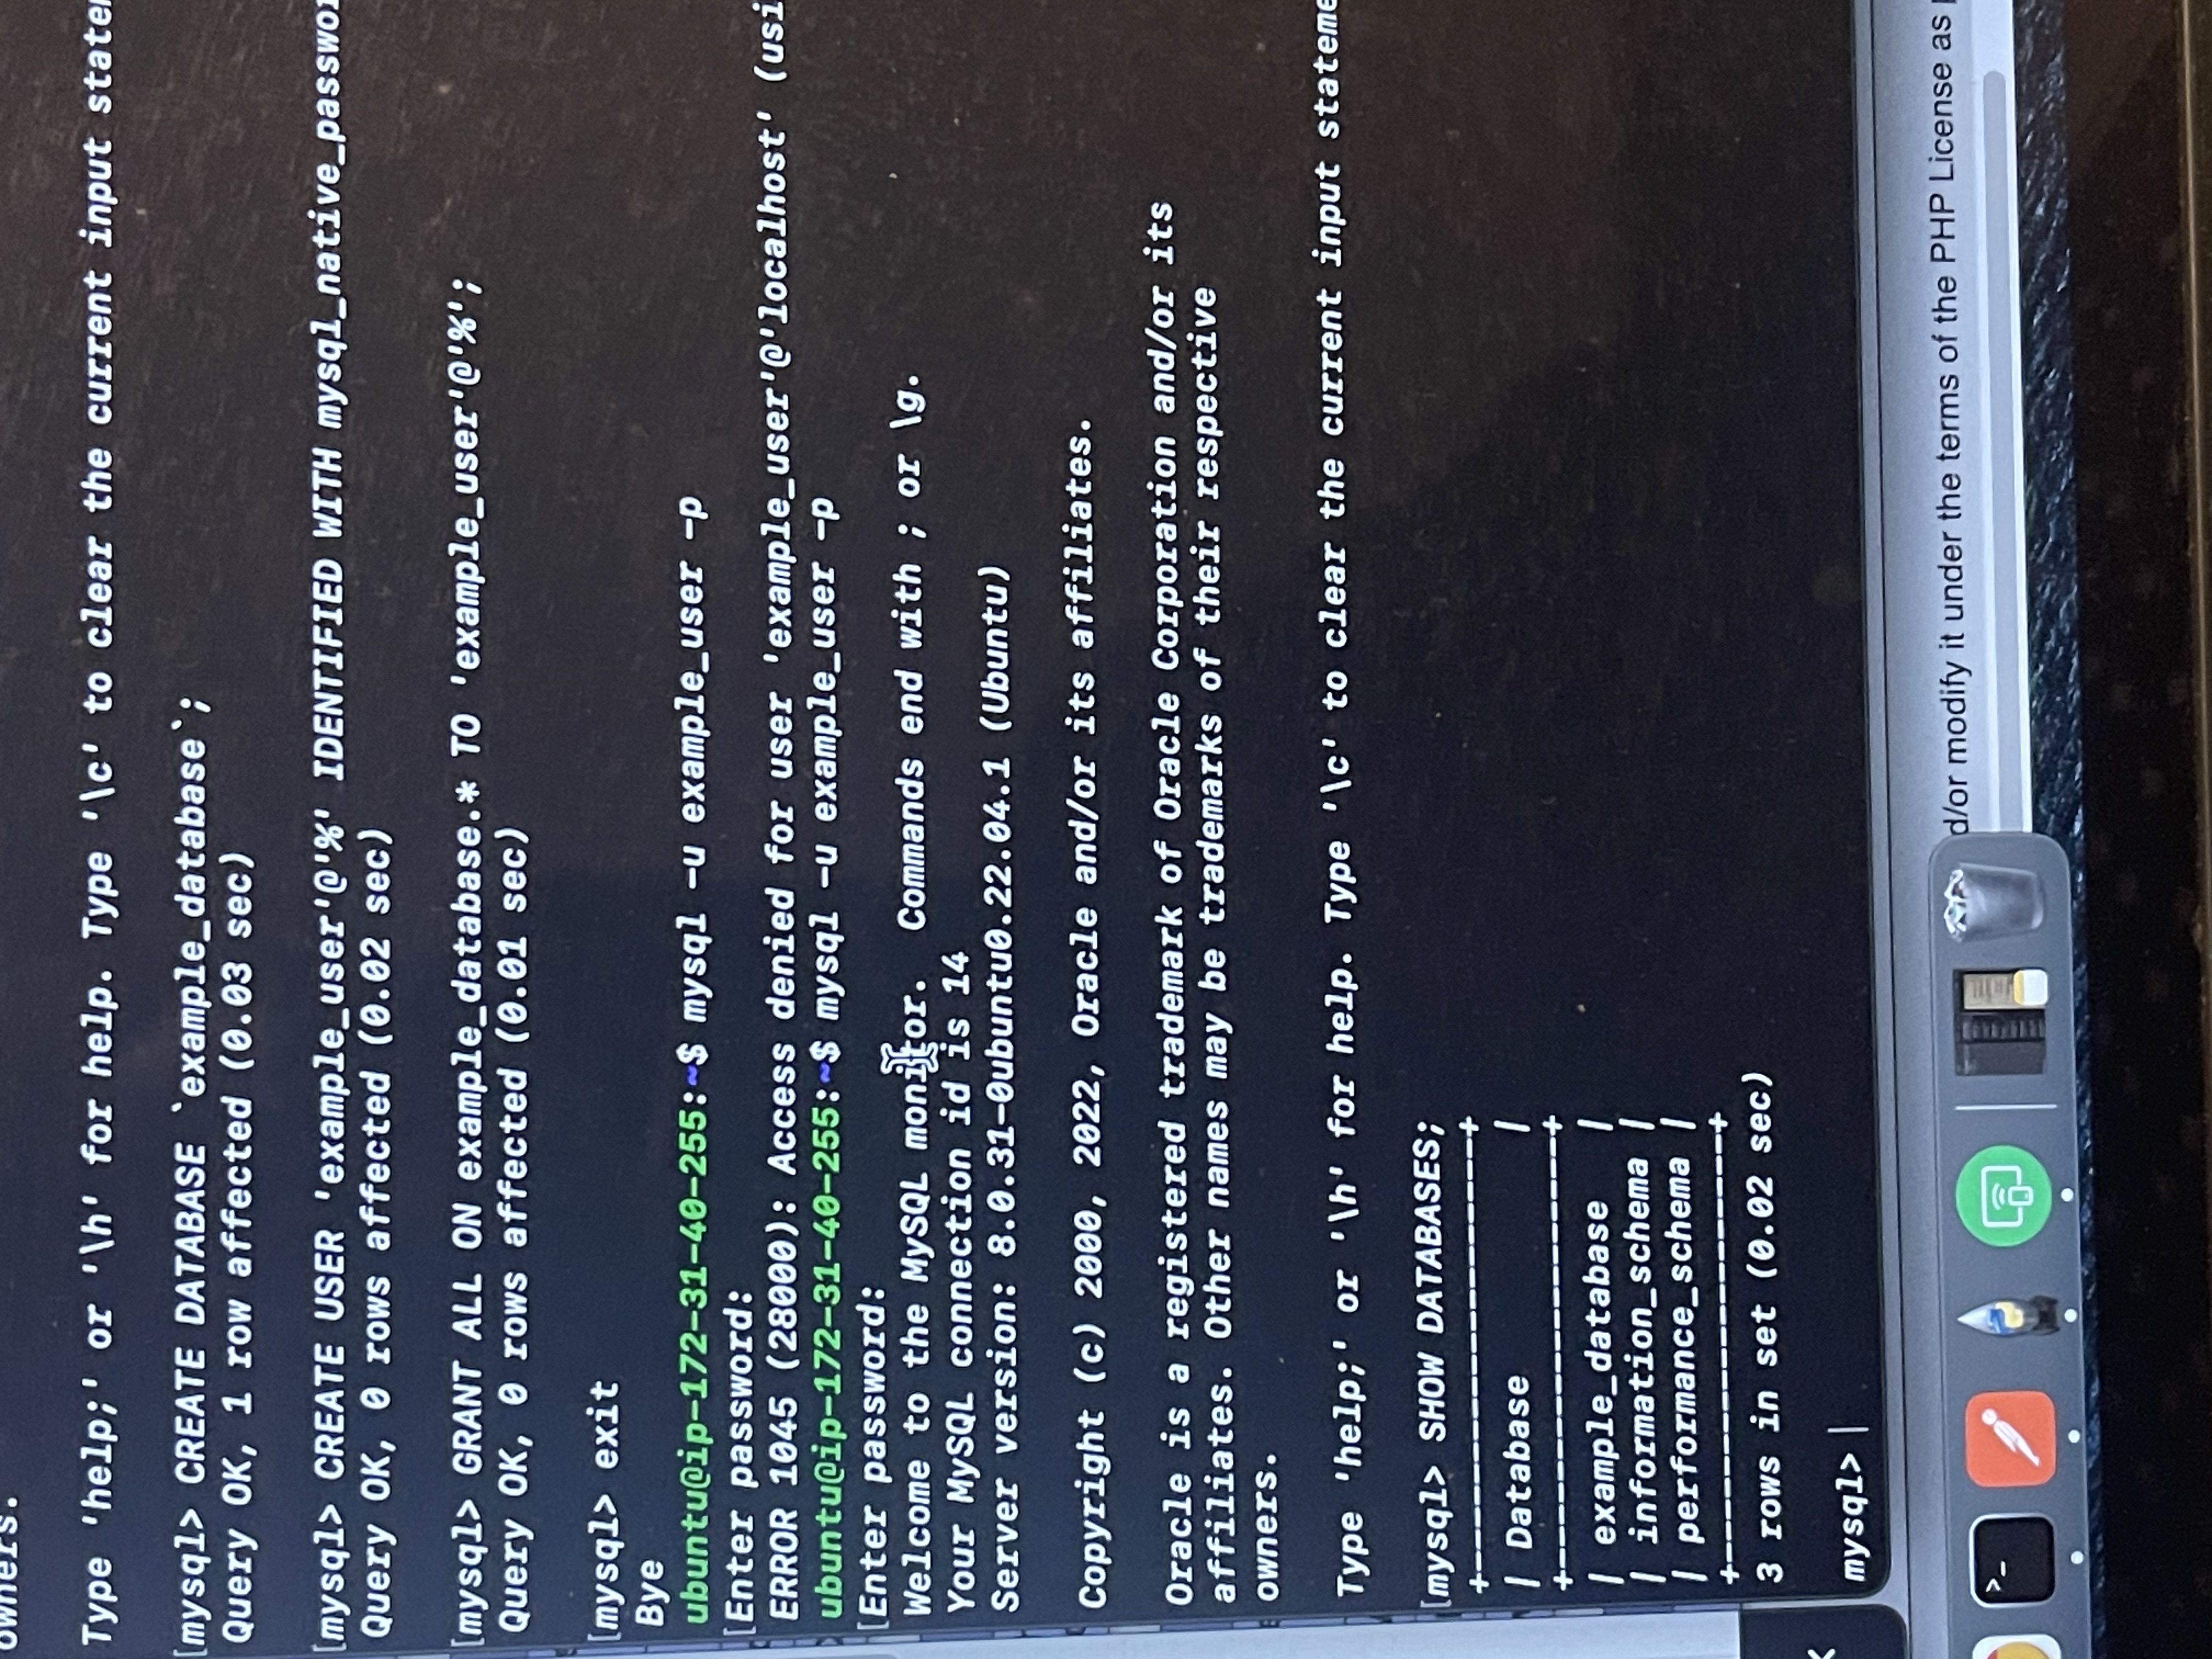 owners.
Type 'help;' or '\h' for help. Type '\c' to clear the current input
[mysql> CREATE DATABASE `example_database`;
Query OK, 1 row affected (0.03 sec)
[mysql> CREATE USER 'example_user'@'%' IDENTIFIED WITH
Query OK, 0 rows affected (0.02 sec)
[mysql> GRANT ALL ON example_database.* TO 'example_user'@'%';
Query OK, 0 rows affected (0.01 sec)
[mysql> exit
Bye
ubuntu@ip-172-31-40-255:~$ mysql -u example_user -p
[Enter password:
ERROR 1045 (28000): Access denied for user 'example_user'@'localhost'
ubuntu@ip-172-31-40-255:~$ mysql -u example_user -p
[Enter password:
Welcome to the MySQL monitor.  Commands end with ; or \g.
Your MySQL connection id is 14
Server version: 8.0.31-0ubuntu0.22.04.1 (Ubuntu)
Copyright (c) 2000, 2022, Oracle and/or its affiliates.
Oracle is a registered trademark of Oracle Corporation and/or its
affiliates. Other names may be trademarks of their respective
owners.
Type 'help;' or '\h' for help. Type '\c' to clear the current input
[mysql> SHOW DATABASES;
+--------------------+
| Database           |
+--------------------+
| example_database   |
| information_schema |
| performance_schema |
+--------------------+
3 rows in set (0.02 sec)
mysql>
d/or modify it under the terms of the PHP License as
>_